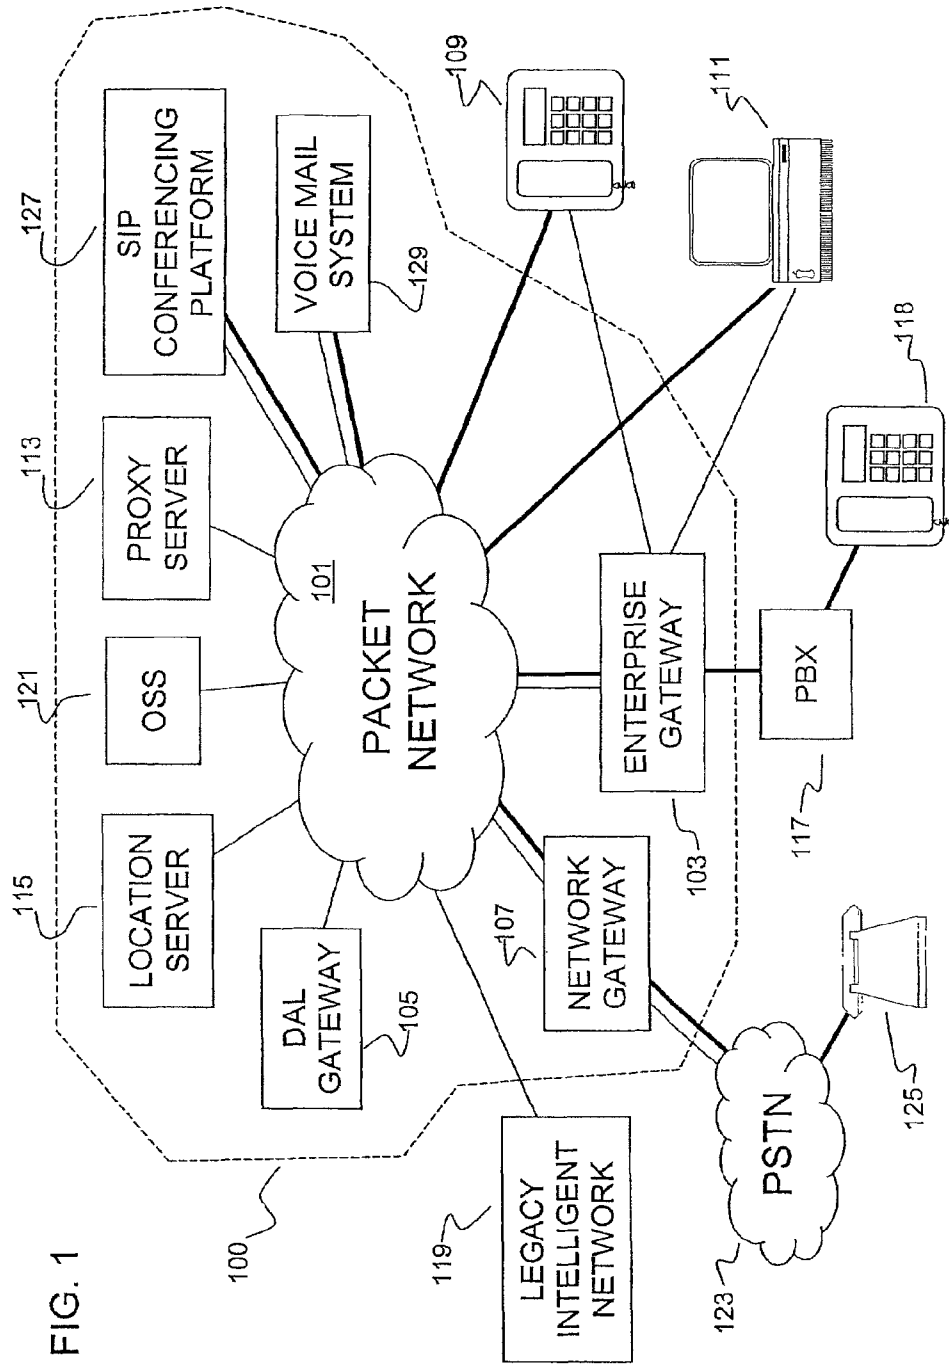 FIG. 1
100
115
LOCATION
SERVER
121
OSS
113
PROXY
SERVER
127
SIP
CONFERENCING
PLATFORM
DAL
GATEWAY
105
VOICE MAIL
SYSTEM
129
101
PACKET
NETWORK
119
LEGACY
INTELLIGENT
NETWORK
107
NETWORK
GATEWAY
ENTERPRISE
GATEWAY
103
109
111
123
PSTN
125
117
PBX
118